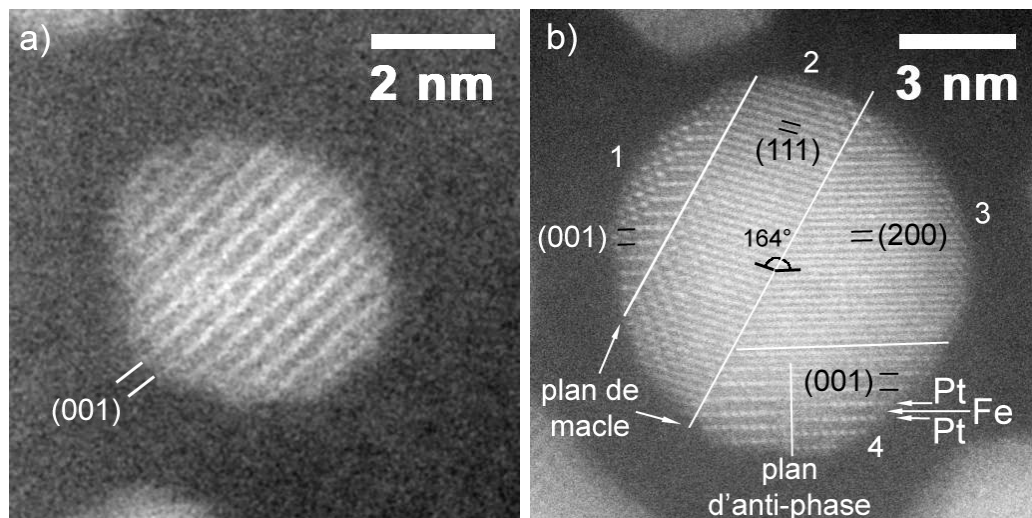 a)
2 nm
(001)
b)
3 nm
2
(111)
1
3
(001)
164°
(200)
plan de
macle
(001)
Pt
Fe
Pt
4
plan
d'anti-phase